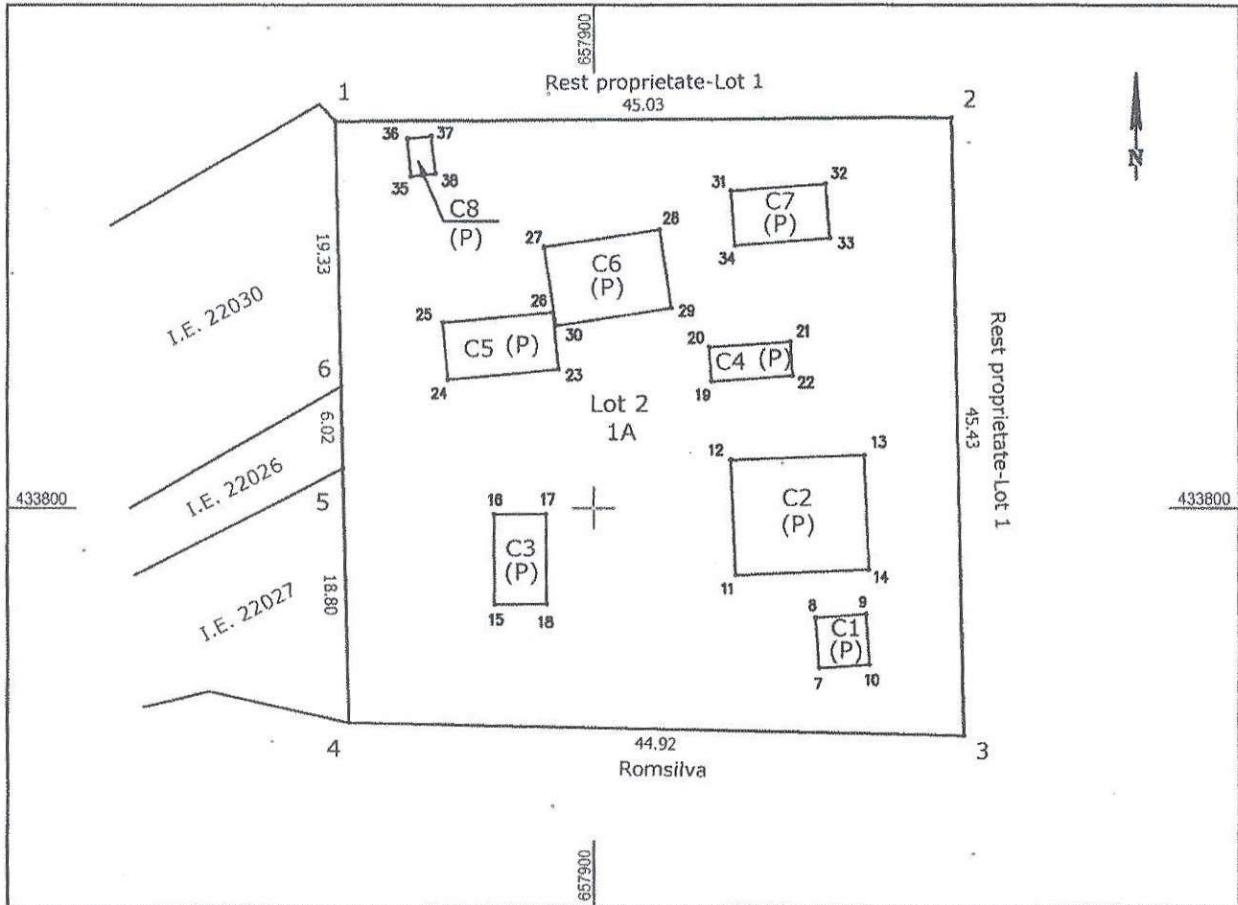 657900
Rest proprietate-Lot 1
45.03
1
2
N
36
37
35
38
C8
(P)
31
32
C7
(P)
34
33
27
28
C6
(P)
29
30
19.33
I.E. 22030
25
26
C5 (P)
24
23
20
21
C4 (P)
19
22
6
6.02
I.E. 22026
5
Lot 2
1A
Rest proprietate-Lot 1
45.43
12
13
C2
(P)
11
14
433800
433800
16
17
C3
(P)
15
18
18.80
I.E. 22027
8
9
C1
(P)
7
10
4
44.92
Romsilva
3
657900